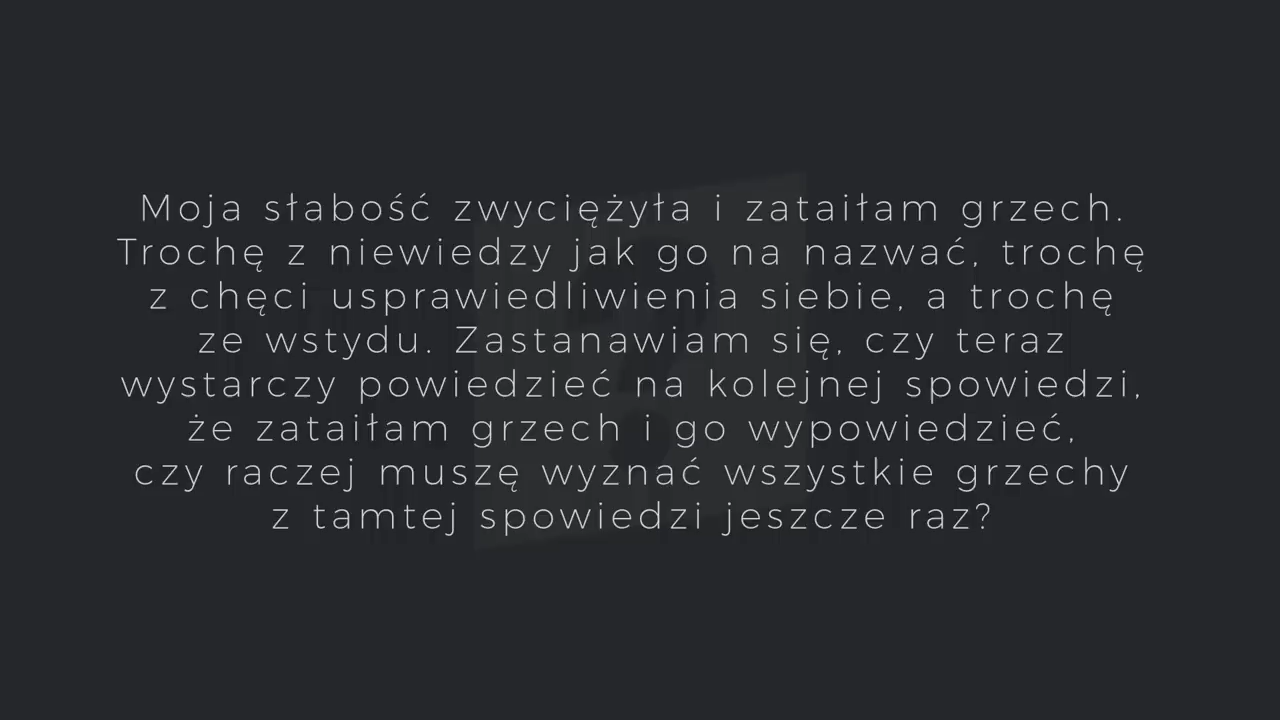 Moja słabość zwyciężyła i zataiłam grzech.
Trochę z niewiedzy jak go na nazwać, trochę
z chęci usprawiedliwienia siebie, a trochę
ze wstydu. Zastanawiam się, czy teraz
wystarczy powiedzieć na kolejnej spowiedzi,
że zataiłam grzech i go wypowiedzieć,
czy raczej muszę wyznać wszystkie grzechy
z tamtej spowiedzi jeszcze raz?